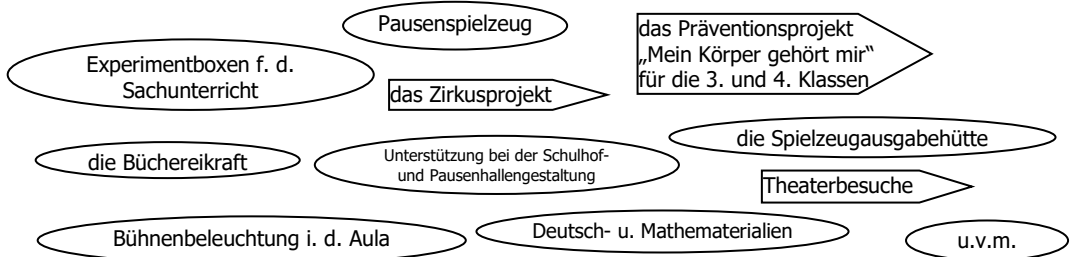 Pausenspielzeug
das Präventionsprojekt
„Mein Körper gehört mir“
für die 3. und 4. Klassen
Experimentboxen f. d.
Sachunterricht
das Zirkusprojekt
die Spielzeugausgabehütte
die Büchereikraft
Unterstützung bei der Schulhof-
und Pausenhallengestaltung
Theaterbesuche
Bühnenbeleuchtung i. d. Aula
Deutsch- u. Mathematerialien
u.v.m.